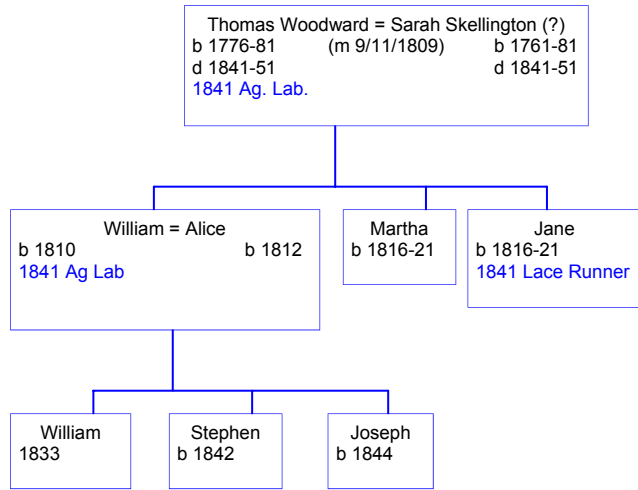 Thomas Woodward = Sarah Skellington (?)
b 1776-81 (m 9/11/1809) b 1761-81
d 1841-51 d 1841-51
1841 Ag. Lab.
William = Alice
b 1810 b 1812
1841 Ag Lab
Martha
b 1816-21
Jane
b 1816-21
1841 Lace Runner
William
1833
Stephen
b 1842
Joseph
b 1844